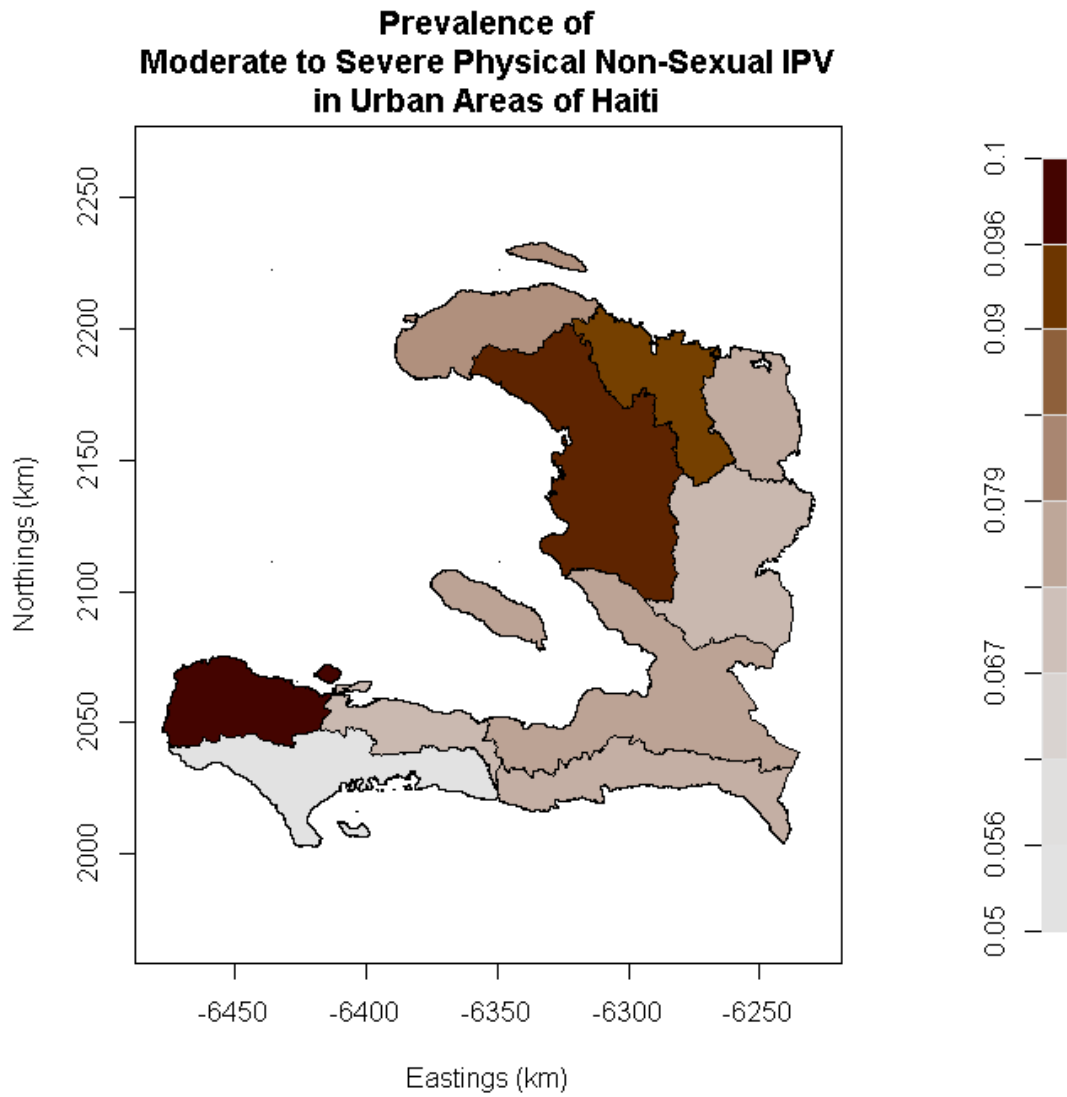 Prevalence of
Moderate to Severe Physical Non-Sexual IPV
in Urban Areas of Haiti
2250
2200
2150
2100
2050
2000
Northings (km)
-6450 -6400 -6350 -6300 -6250
Eastings (km)
0.1
0.096
0.09
0.079
0.067
0.056
0.05